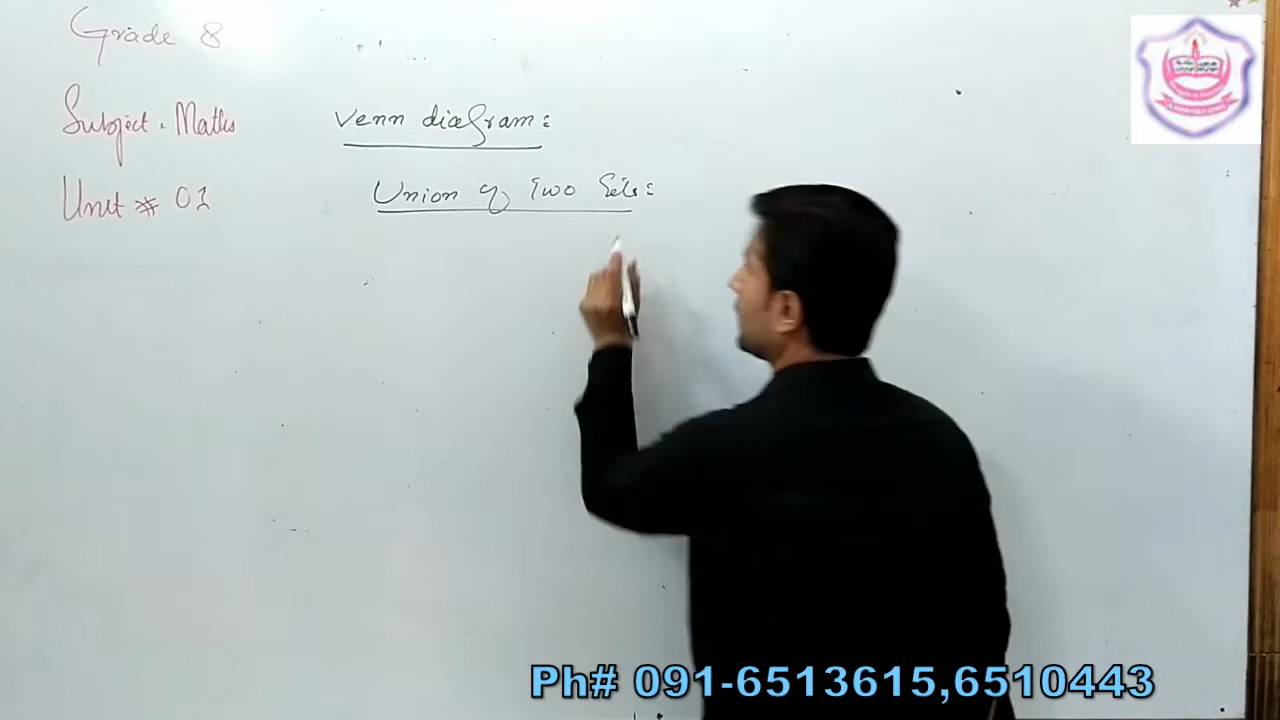 Grade 8
Subject. Maths
Venn diagram:
Unit # 01
Union of Two Sets:
Ph# 091-6513615,6510443